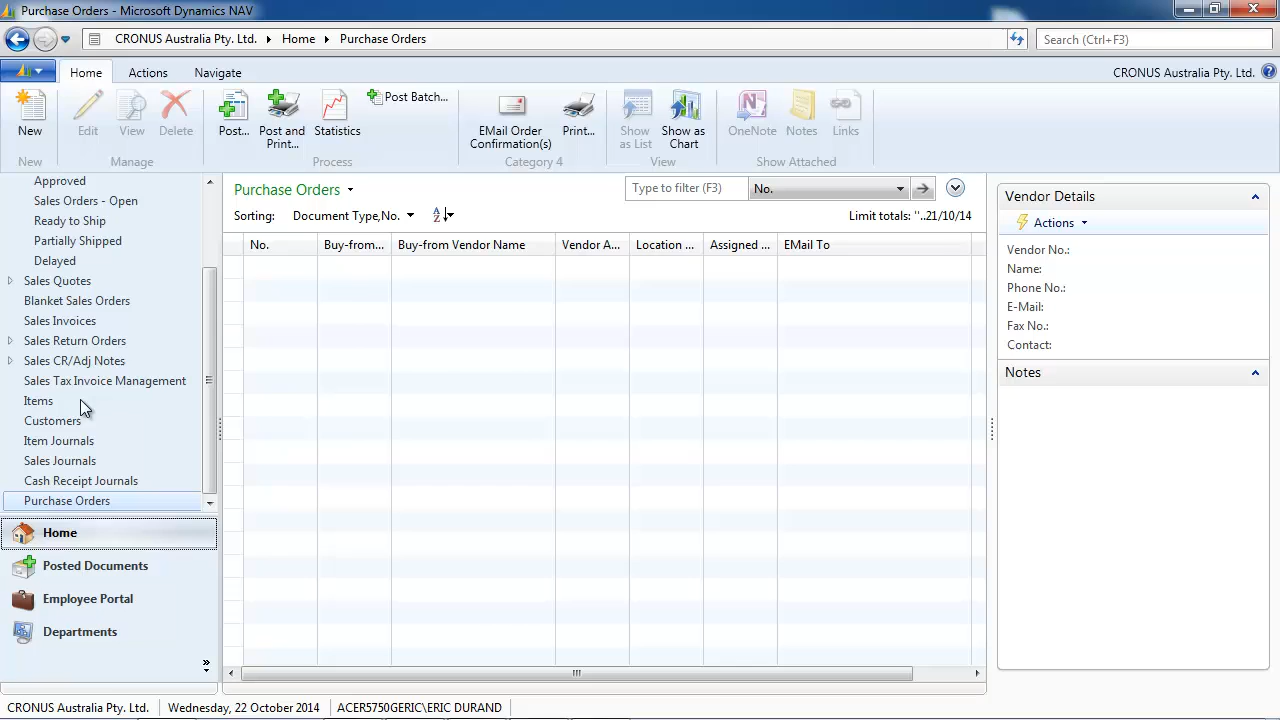 Purchase Orders - Microsoft Dynamics NAV
CRONUS Australia Pty. Ltd. Home Purchase Orders
Search (Ctrl+F3)
Home Actions Navigate
CRONUS Australia Pty. Ltd.
New
Edit
View
Delete
Post...
Post and Print...
Statistics
Post Batch...
EMail Order Confirmation(s)
Print...
Show as List
Show as Chart
OneNote
Notes
Links
New
Manage
Process
Category 4
View
Show Attached
Approved
Sales Orders - Open
Ready to Ship
Partially Shipped
Delayed
Sales Quotes
Blanket Sales Orders
Sales Invoices
Sales Return Orders
Sales CR/Adj Notes
Sales Tax Invoice Management
Items
Customers
Item Journals
Sales Journals
Cash Receipt Journals
Purchase Orders
Home
Posted Documents
Employee Portal
Departments
Purchase Orders
Type to filter (F3)
No.
Sorting: Document Type,No.
Limit totals: ''..21/10/14
No. Buy-from... Buy-from Vendor Name Vendor A... Location ... Assigned ... EMail To
Vendor Details
Actions
Vendor No.:
Name:
Phone No.:
E-Mail:
Fax No.:
Contact:
Notes
CRONUS Australia Pty. Ltd. Wednesday, 22 October 2014 ACER5750GERIC\ERIC DURAND